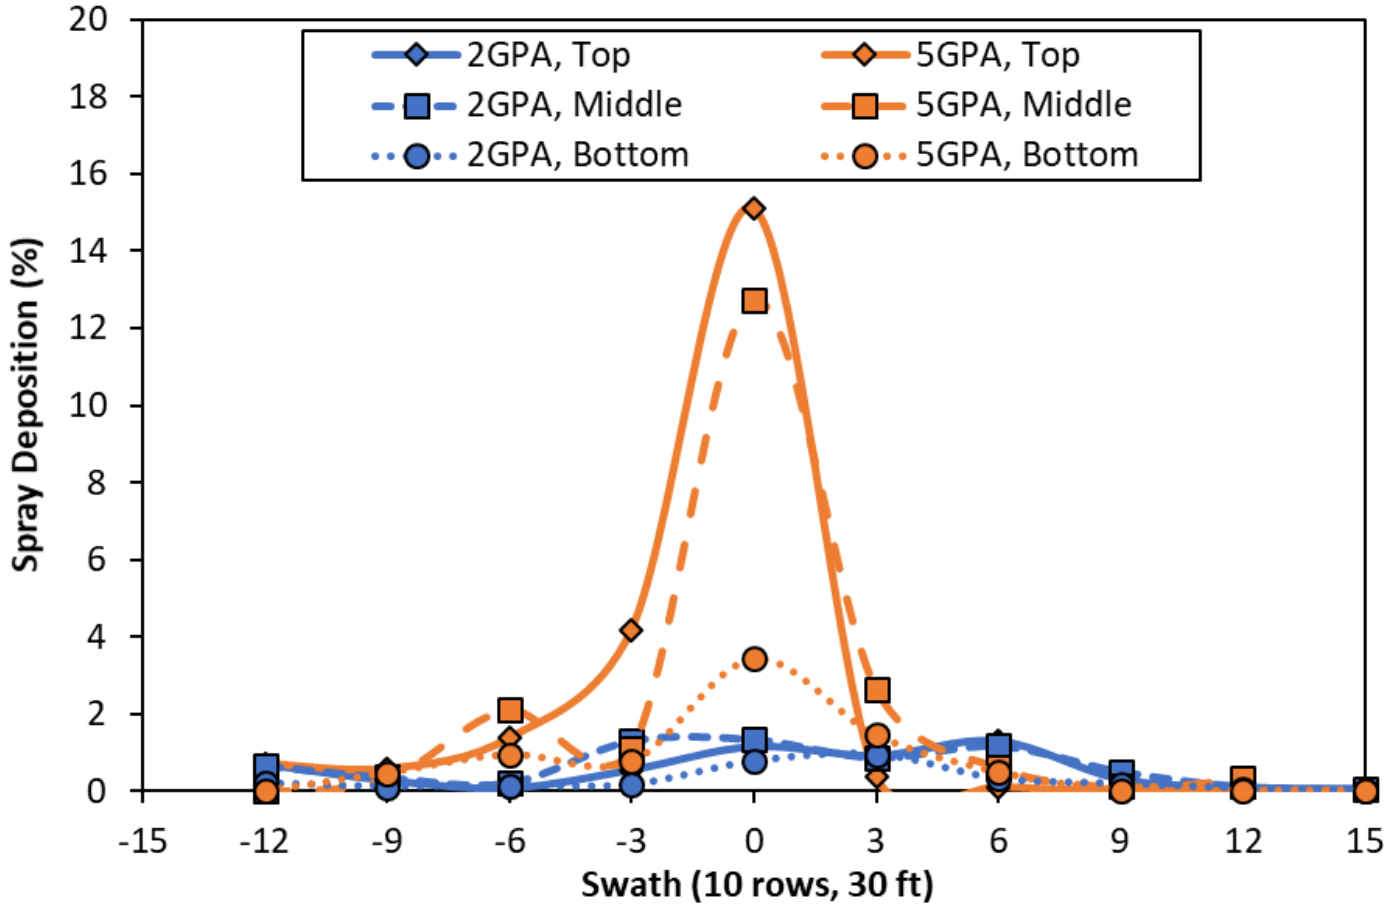 20
18
16
14
12
10
8
6
4
2
0
Spray Deposition (%)
2GPA, Top
5GPA, Top
2GPA, Middle
5GPA, Middle
2GPA, Bottom
5GPA, Bottom
-15 -12 -9 -6 -3 0 3 6 9 12 15
Swath (10 rows, 30 ft)